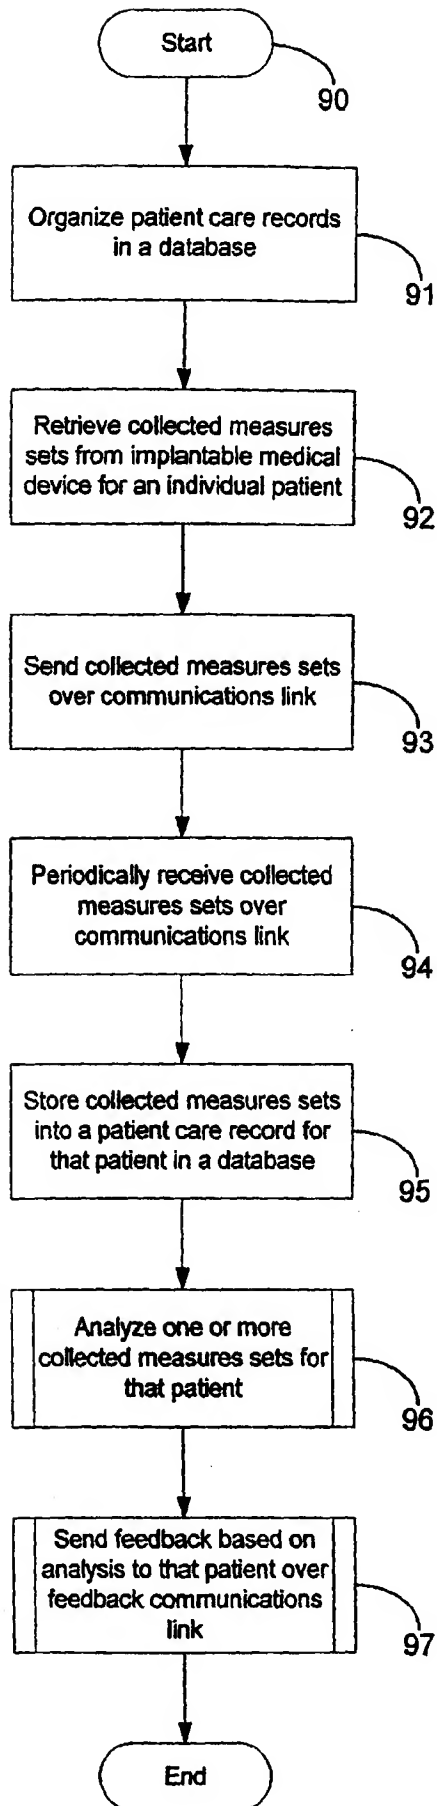 Start
90
Organize patient care records
in a database
91
Retrieve collected measures
sets from implantable medical
device for an individual patient
92
Send collected measures sets
over communications link
93
Periodically receive collected
measures sets over
communications link
94
Store collected measures sets
into a patient care record for
that patient in a database
95
Analyze one or more
collected measures sets for
that patient
96
Send feedback based on
analysis to that patient over
feedback communications
link
97
End